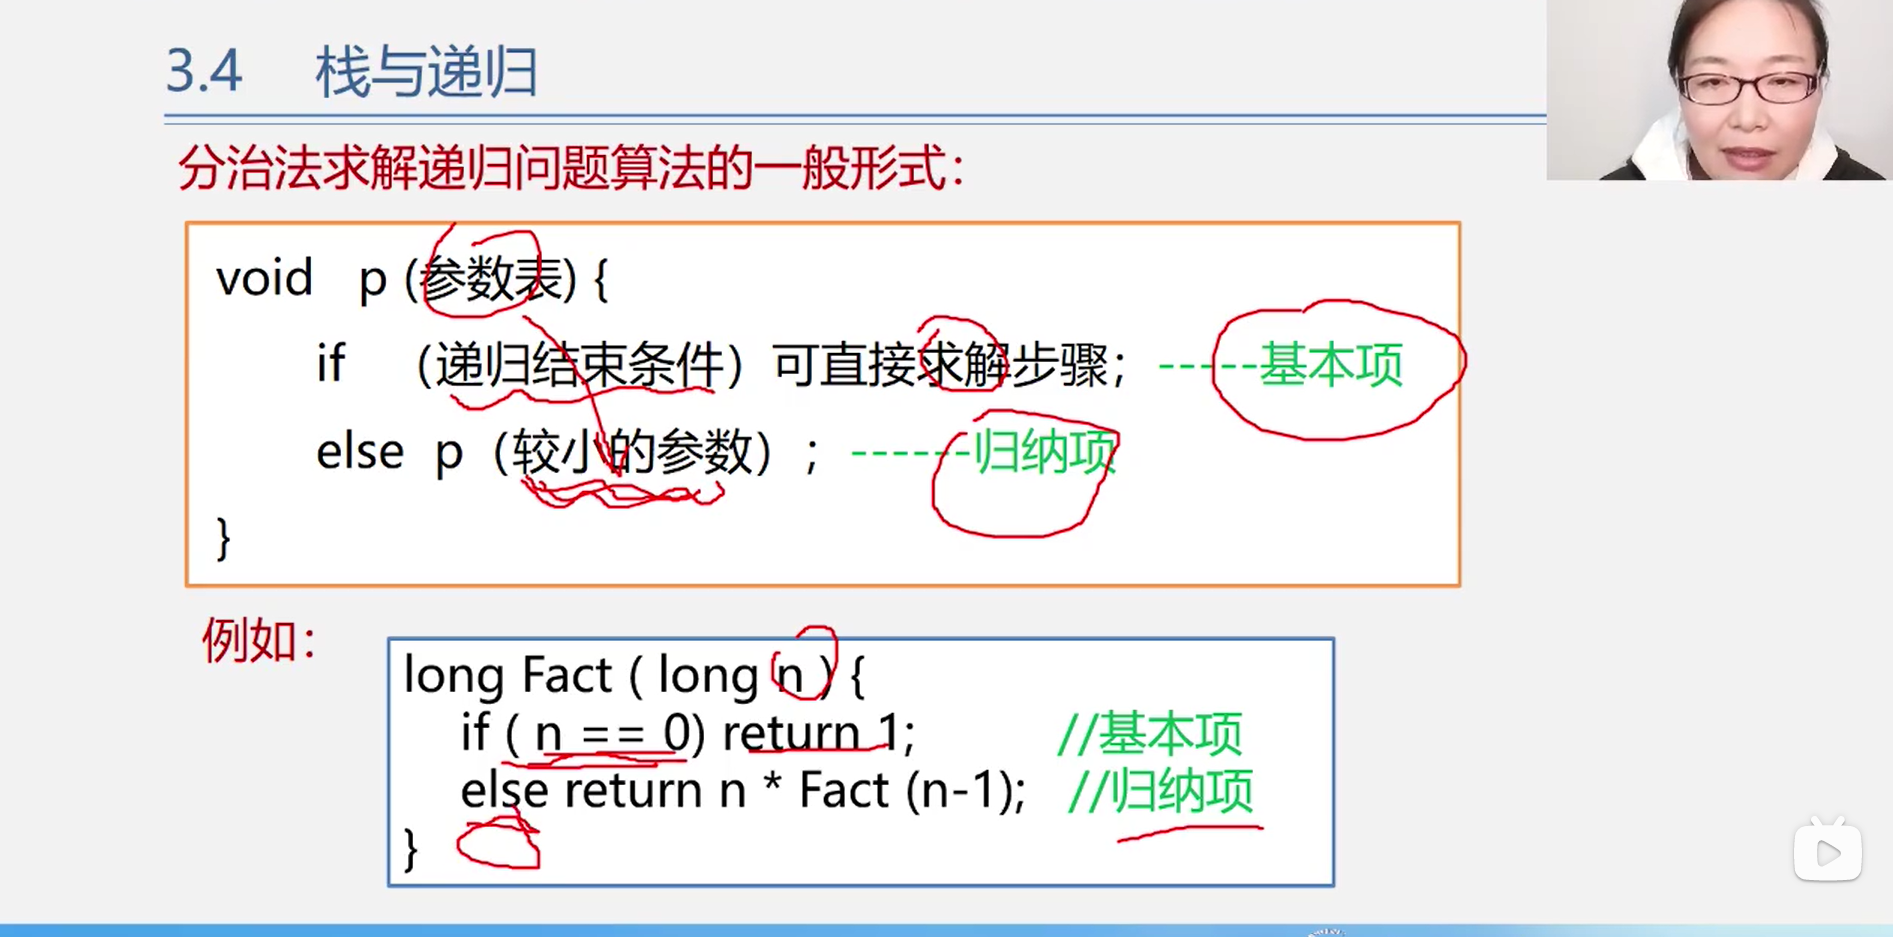 3.4 栈与递归
分治法求解递归问题算法的一般形式：
void p (参数表) {
if （递归结束条件）可直接求解步骤；-----基本项
else p（较小的参数）；------归纳项
}
例如：
long Fact ( long n ) {
if ( n == 0) return 1; //基本项
else return n * Fact (n-1); //归纳项
}